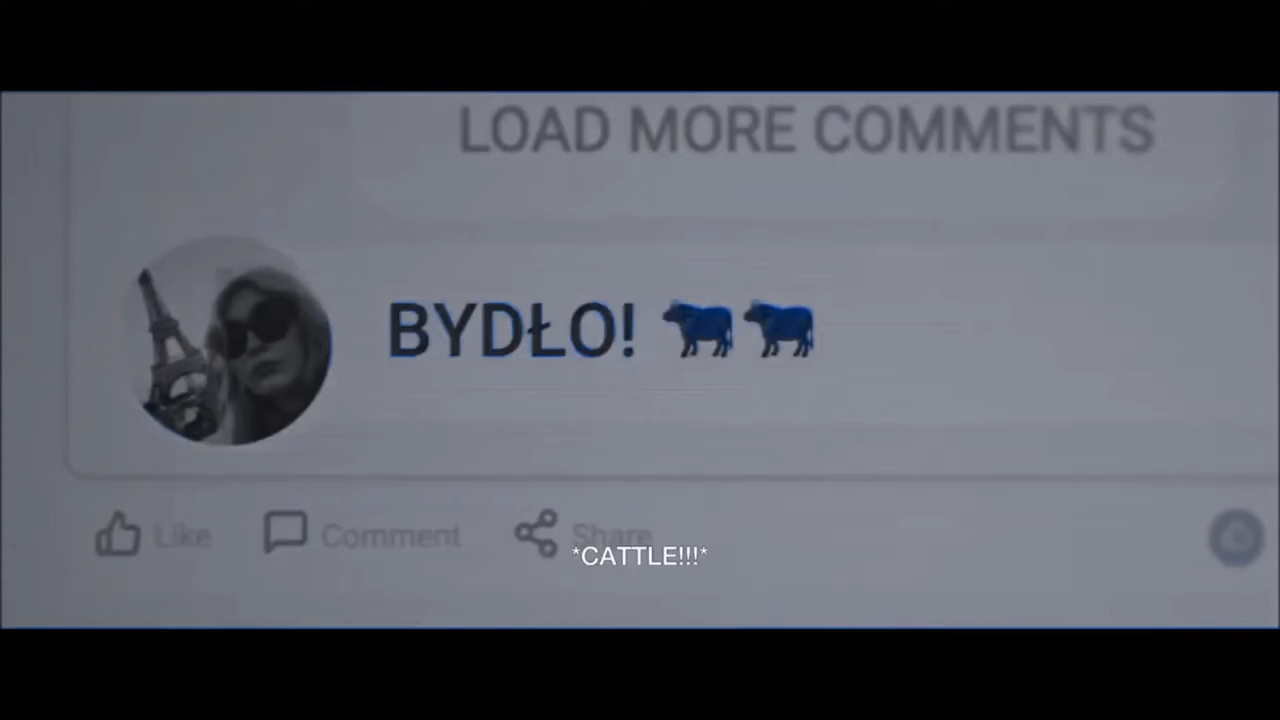 LOAD MORE COMMENTS
BYDŁO! 🐄🐄
Like
Comment
Share
*CATTLE!!!*